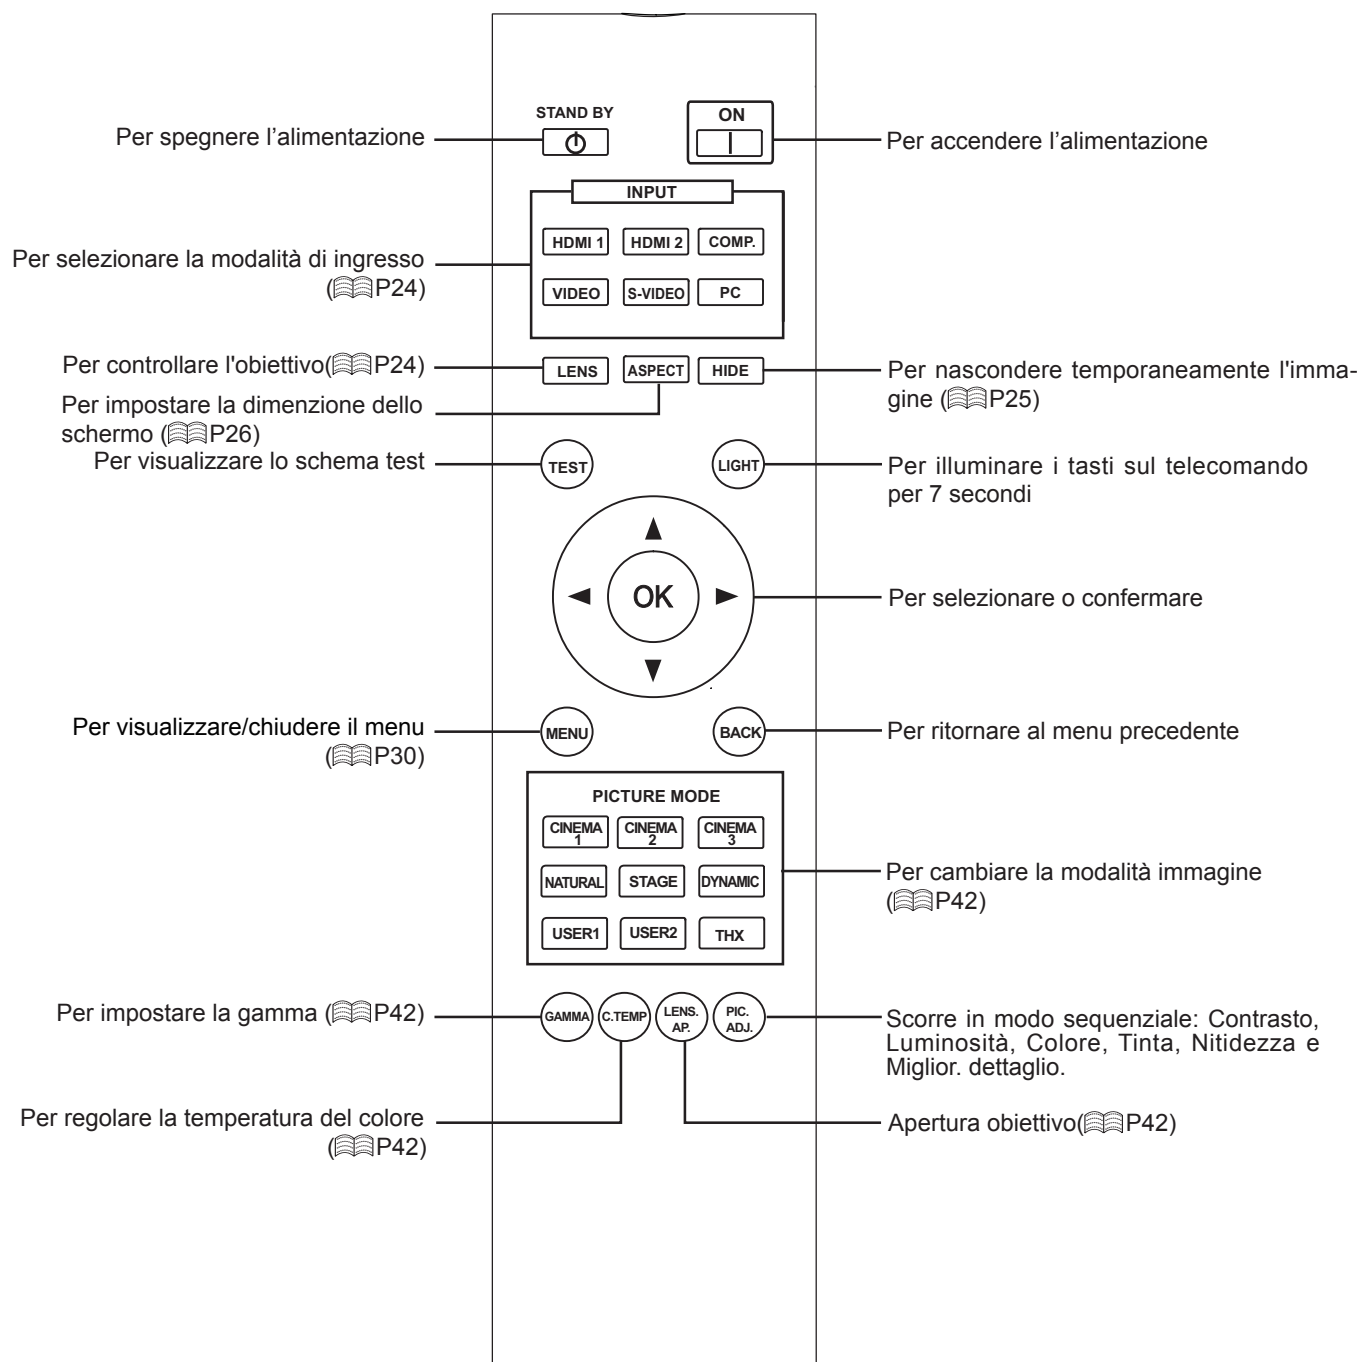 STAND BY
ON
Per spegnere l’alimentazione
Per accendere l’alimentazione
INPUT
HDMI 1
HDMI 2
COMP.
Per selezionare la modalità di ingresso
(P24)
VIDEO
S-VIDEO
PC
Per controllare l'obiettivo(P24)
LENS
ASPECT
HIDE
Per nascondere temporaneamente l'imma-
gine (P25)
Per impostare la dimenzione dello
schermo (P26)
Per visualizzare lo schema test
TEST
LIGHT
Per illuminare i tasti sul telecomando
per 7 secondi
OK
Per selezionare o confermare
Per visualizzare/chiudere il menu
(P30)
MENU
BACK
Per ritornare al menu precedente
PICTURE MODE
CINEMA
1
CINEMA
2
CINEMA
3
NATURAL
STAGE
DYNAMIC
Per cambiare la modalità immagine
(P42)
USER1
USER2
THX
Per impostare la gamma (P42)
GAMMA
C.TEMP
LENS.
AP.
PIC.
ADJ.
Scorre in modo sequenziale: Contrasto,
Luminosità, Colore, Tinta, Nitidezza e
Miglior. dettaglio.
Per regolare la temperatura del colore
(P42)
Apertura obiettivo(P42)